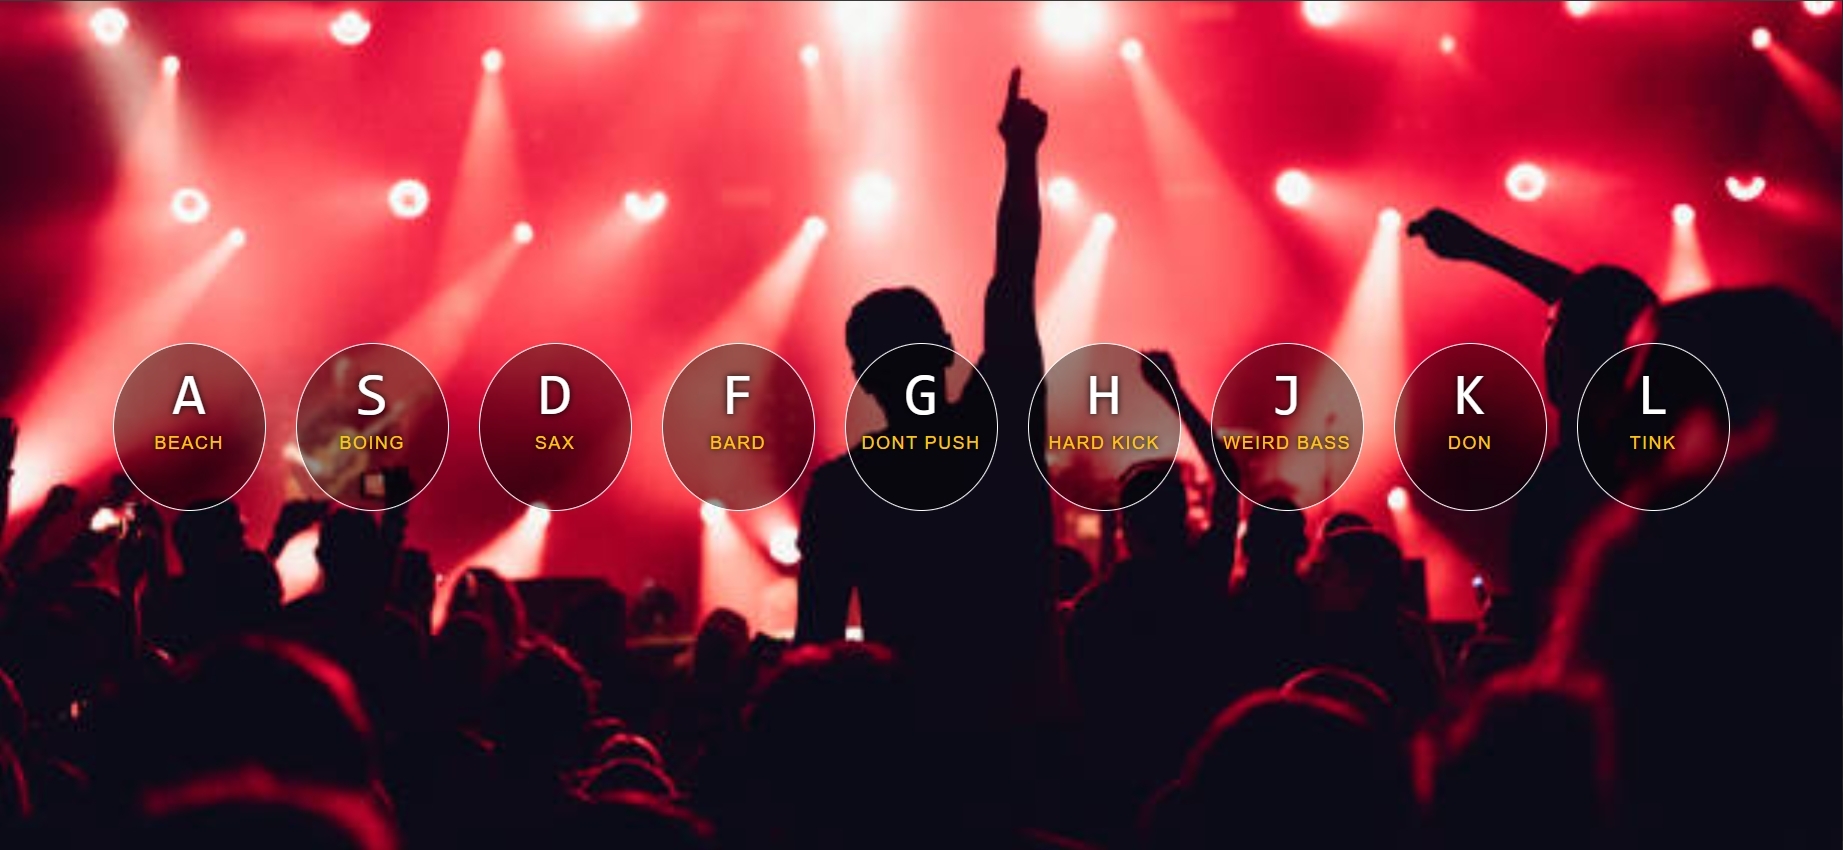 A S D F G H J K L
BEACH BOING SAX BARD DONT PUSH HARD KICK WEIRD BASS DON TINK